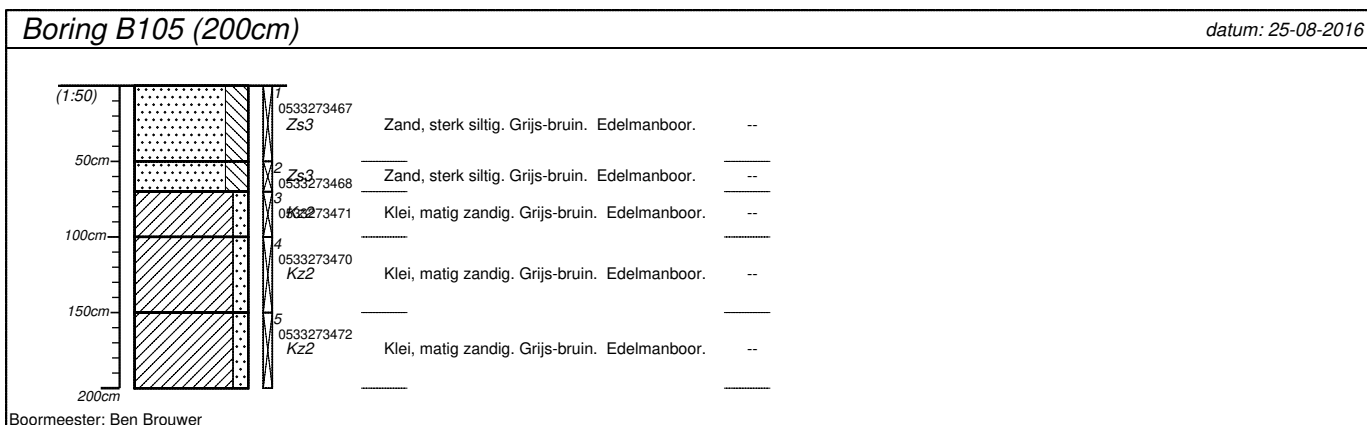 Boring B105 (200cm)
datum: 25-08-2016
(1:50)
1
0533273467
Zs3 Zand, sterk siltig. Grijs-bruin. Edelmanboor. --
50cm
2
Zs3 Zand, sterk siltig. Grijs-bruin. Edelmanboor. --
0533273468
3
0533273471
Kz2 Klei, matig zandig. Grijs-bruin. Edelmanboor. --
100cm
4
0533273470
Kz2 Klei, matig zandig. Grijs-bruin. Edelmanboor. --
150cm
5
0533273472
Kz2 Klei, matig zandig. Grijs-bruin. Edelmanboor. --
200cm
Boormeester: Ben Brouwer